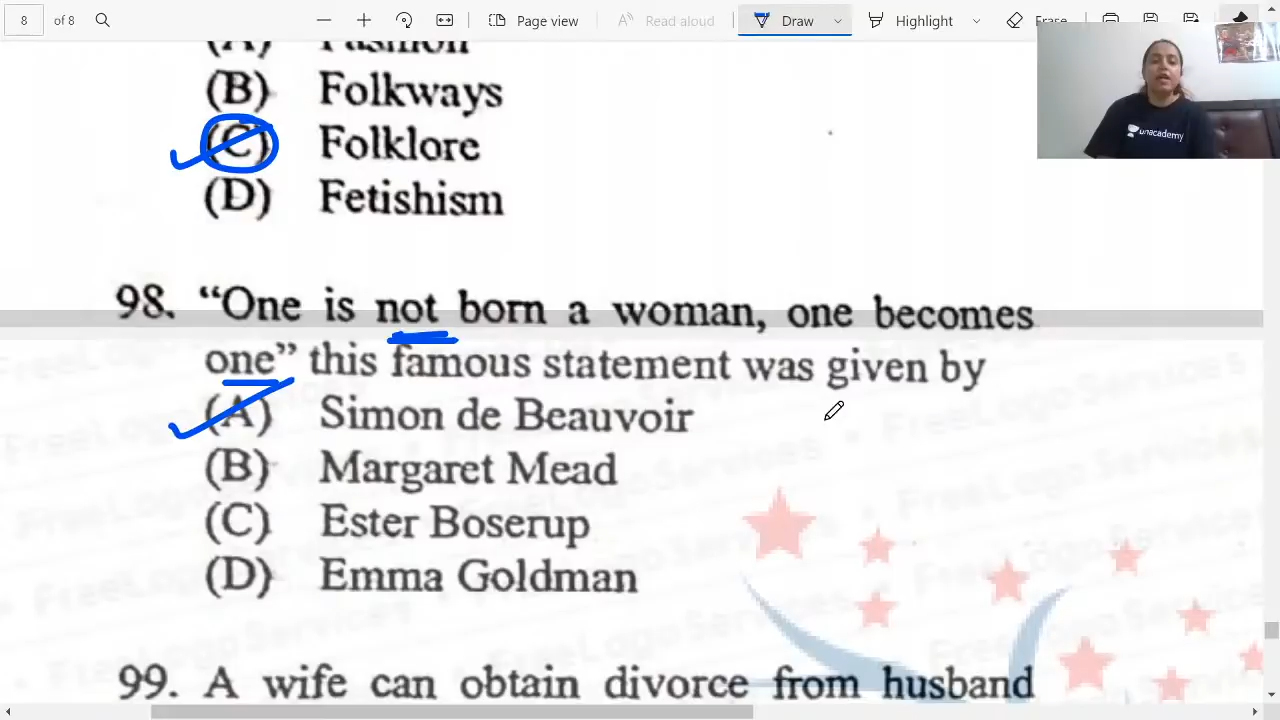 8 of 8 Page view Read aloud Draw Highlight Erase
unacademy
(A) Fashion
(B) Folkways
(C) Folklore
(D) Fetishism
98. “One is not born a woman, one becomes
one” this famous statement was given by
(A) Simon de Beauvoir
(B) Margaret Mead
(C) Ester Boserup
(D) Emma Goldman
99. A wife can obtain divorce from husband